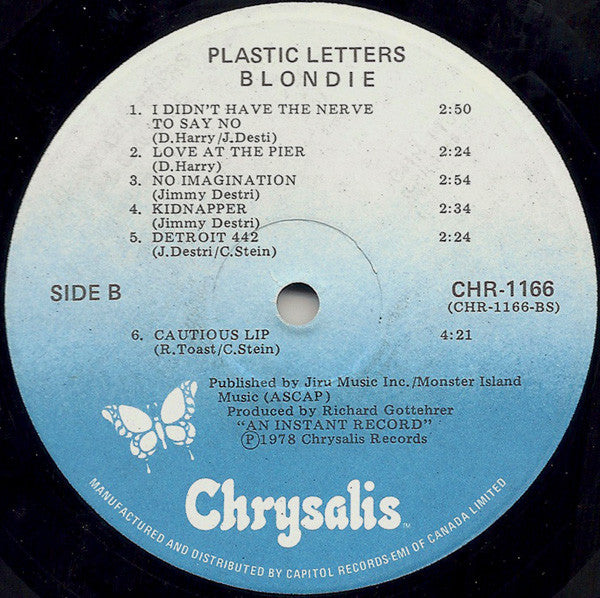 PLASTIC LETTERS
BLONDIE
1. I DIDN'T HAVE THE NERVE 2:50
TO SAY NO
(D.Harry/J.Desti)
2. LOVE AT THE PIER 2:24
(D.Harry)
3. NO IMAGINATION 2:54
(Jimmy Destri)
4. KIDNAPPER 2:34
(Jimmy Destri)
5. DETROIT 442 2:24
(J.Destri/C.Stein)
SIDE B
CHR-1166
(CHR-1166-BS)
6. CAUTIOUS LIP 4:21
(R.Toast/C.Stein)
Published by Jiru Music Inc./Monster Island
Music (ASCAP)
Produced by Richard Gottehrer
"AN INSTANT RECORD"
Ⓟ1978 Chrysalis Records
Chrysalis™
MANUFACTURED AND DISTRIBUTED BY CAPITOL RECORDS-EMI OF CANADA LIMITED